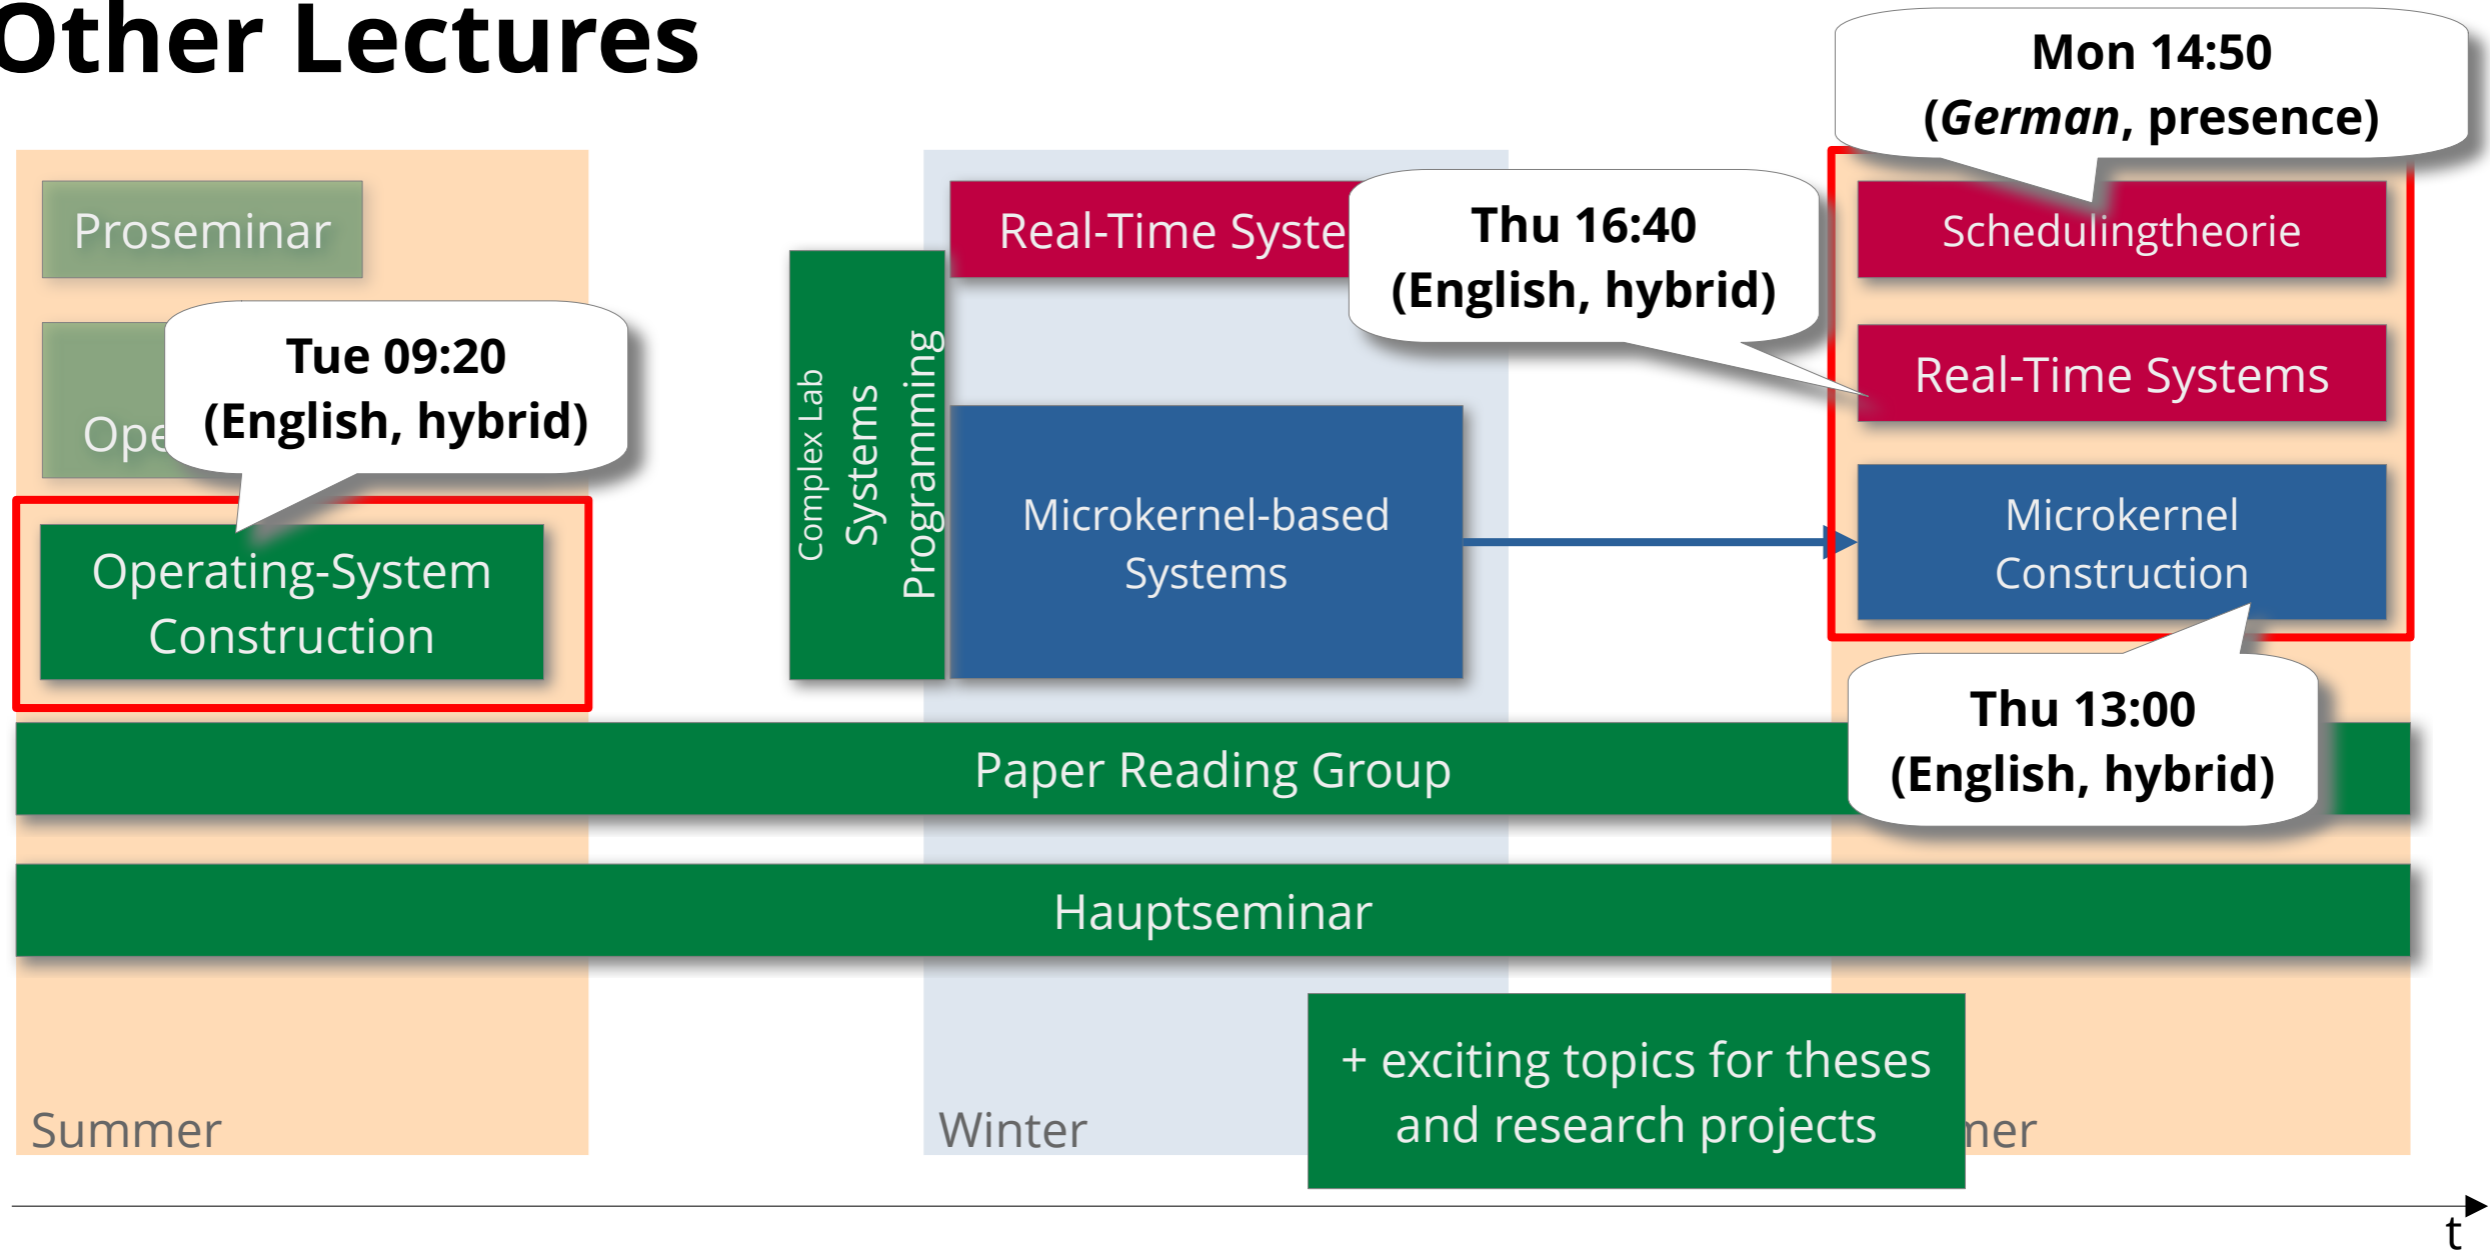 Other Lectures
Mon 14:50
(German, presence)
Proseminar
Real-Time Syste
Thu 16:40
(English, hybrid)
Schedulingtheorie
Tue 09:20
(English, hybrid)
Ope
Real-Time Systems
Complex Lab
Systems
Programming
Microkernel-based
Systems
Microkernel
Construction
Operating-System
Construction
Thu 13:00
(English, hybrid)
Paper Reading Group
Hauptseminar
+ exciting topics for theses
and research projects
Summer
Winter
mer
t